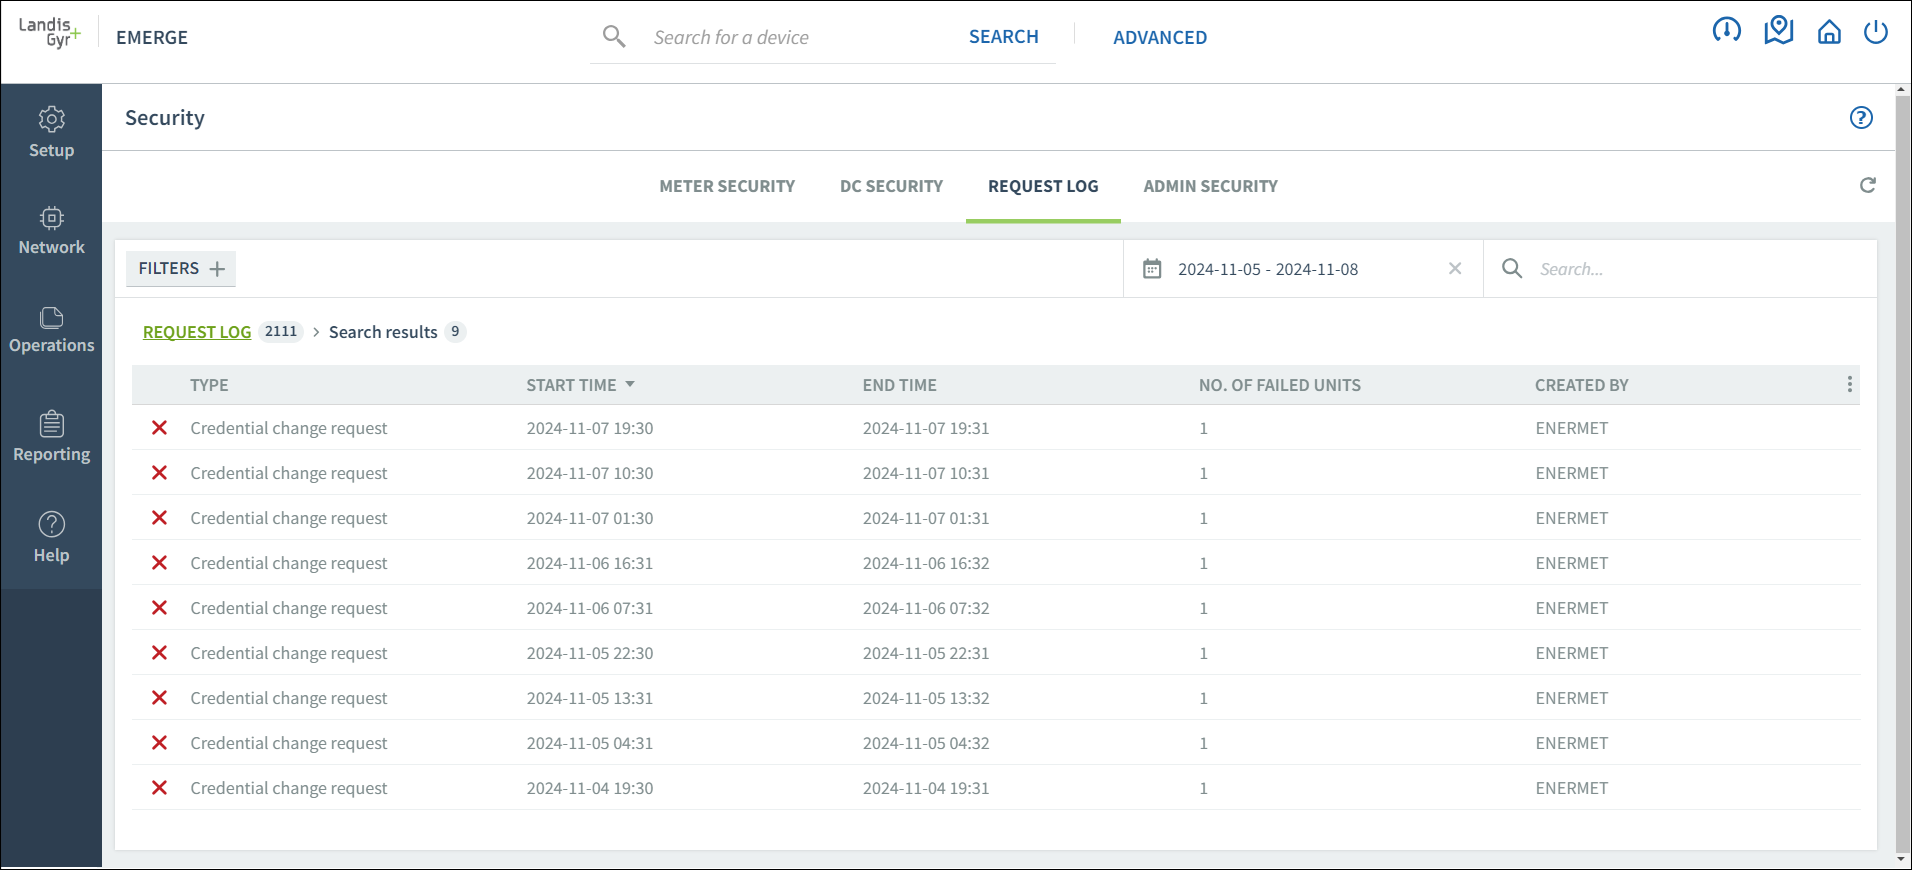 Landis
Gyr+
EMERGE
Search for a device
SEARCH
ADVANCED
Setup
Network
Operations
Reporting
Help
Security
METER SECURITY
DC SECURITY
REQUEST LOG
ADMIN SECURITY
FILTERS
2024-11-05 - 2024-11-08
Search...
REQUEST LOG 2111 > Search results 9
TYPE START TIME END TIME NO. OF FAILED UNITS CREATED BY
Credential change request 2024-11-07 19:30 2024-11-07 19:31 1 ENERMET
Credential change request 2024-11-07 10:30 2024-11-07 10:31 1 ENERMET
Credential change request 2024-11-07 01:30 2024-11-07 01:31 1 ENERMET
Credential change request 2024-11-06 16:31 2024-11-06 16:32 1 ENERMET
Credential change request 2024-11-06 07:31 2024-11-06 07:32 1 ENERMET
Credential change request 2024-11-05 22:30 2024-11-05 22:31 1 ENERMET
Credential change request 2024-11-05 13:31 2024-11-05 13:32 1 ENERMET
Credential change request 2024-11-05 04:31 2024-11-05 04:32 1 ENERMET
Credential change request 2024-11-04 19:30 2024-11-04 19:31 1 ENERMET